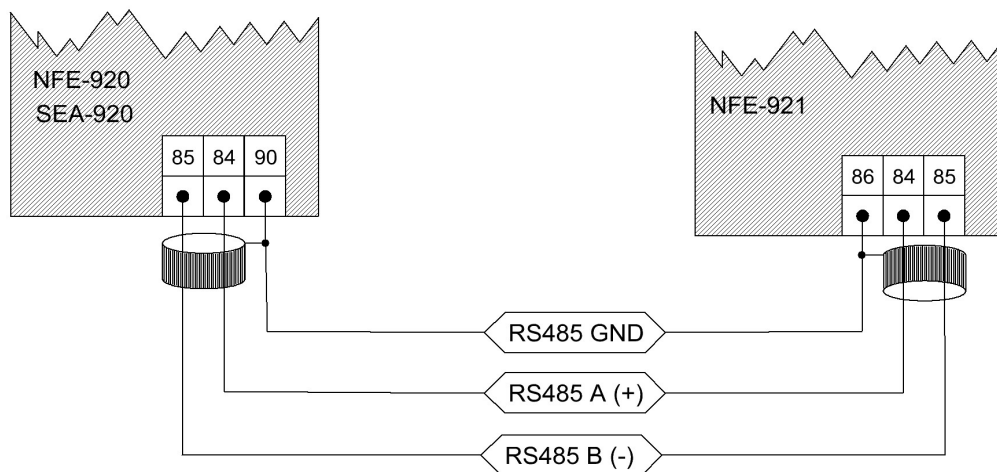 NFE-920
SEA-920
85 84 90
NFE-921
86 84 85
RS485 GND
RS485 A (+)
RS485 B (-)